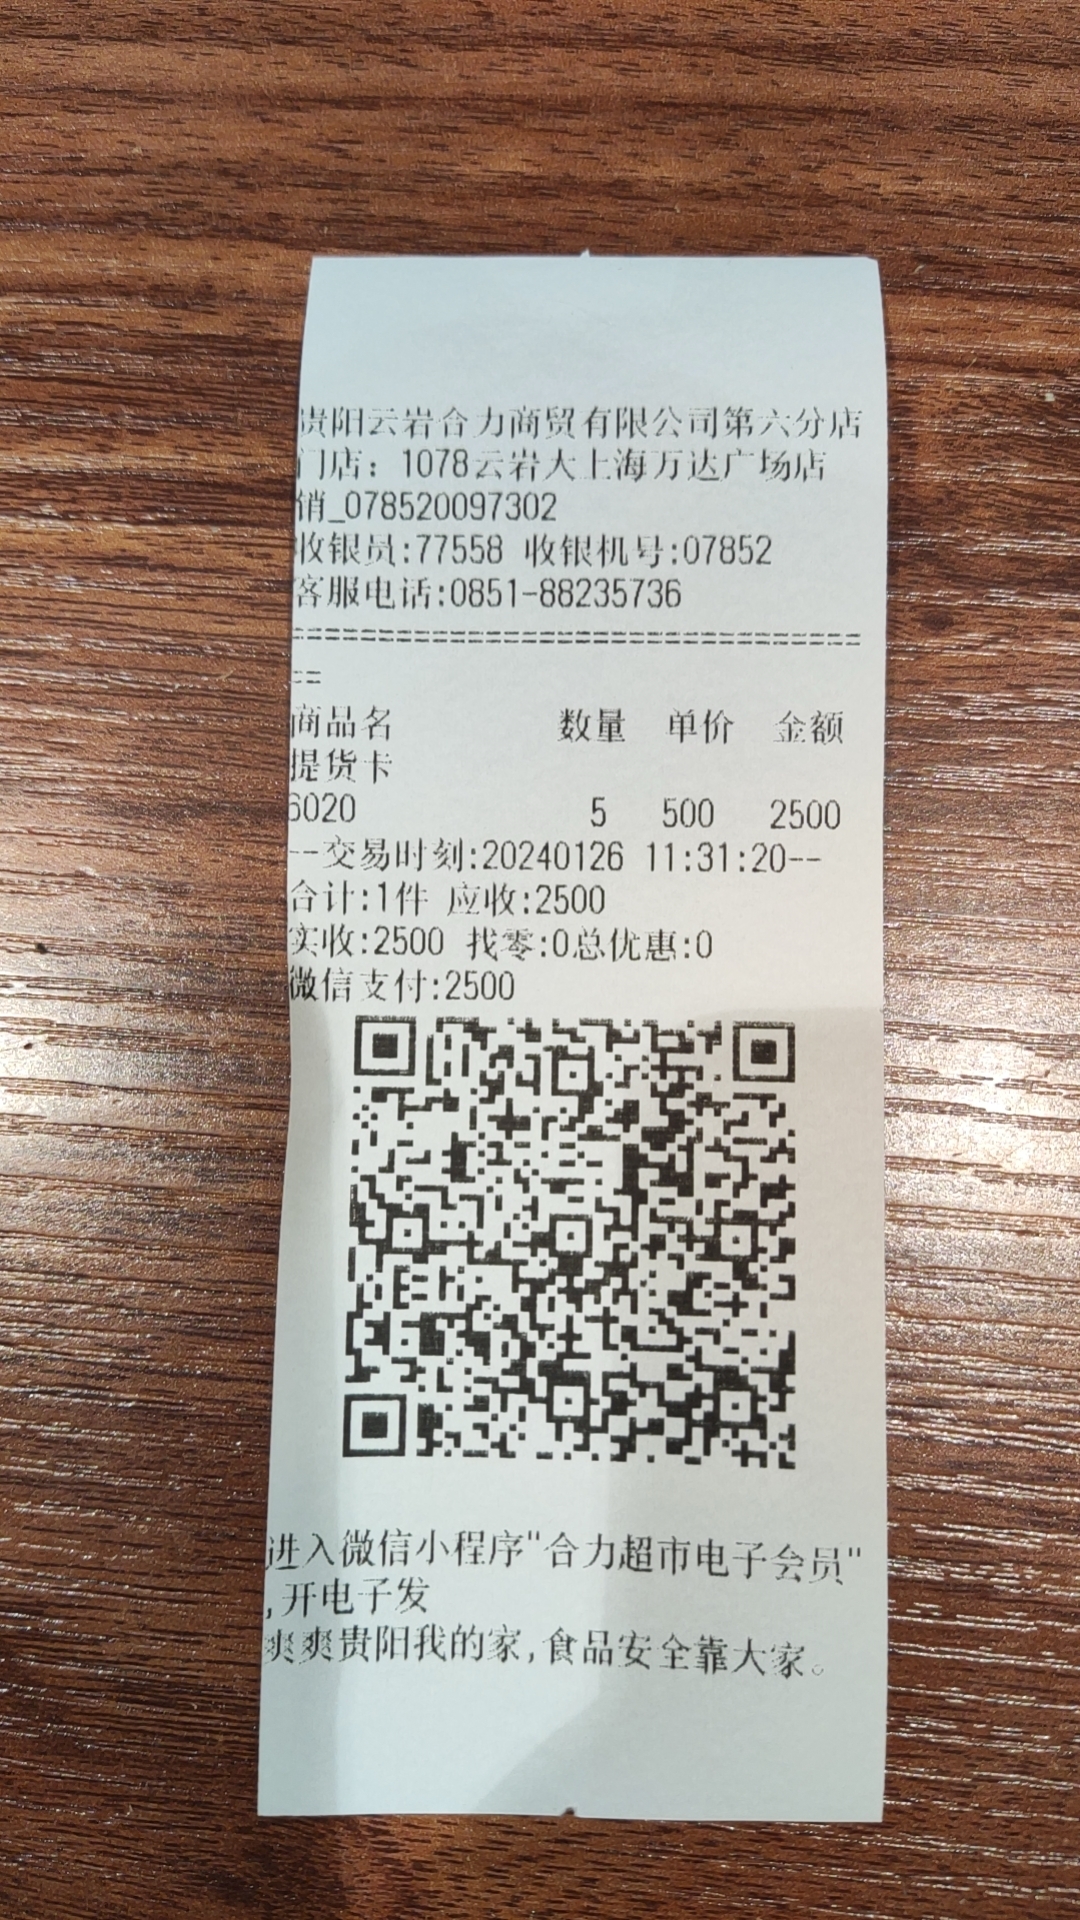 贵阳云岩合力商贸有限公司第六分店
门店：1078云岩大上海万达广场店
销_078520097302
收银员:77558 收银机号:07852
客服电话:0851-88235736
================================
==
商品名 数量 单价 金额
提货卡
6020 5 500 2500
--交易时刻:20240126 11:31:20--
合计:1件 应收:2500
实收:2500 找零:0总优惠:0
微信支付:2500
进入微信小程序"合力超市电子会员"
,开电子发
爽爽贵阳我的家,食品安全靠大家。